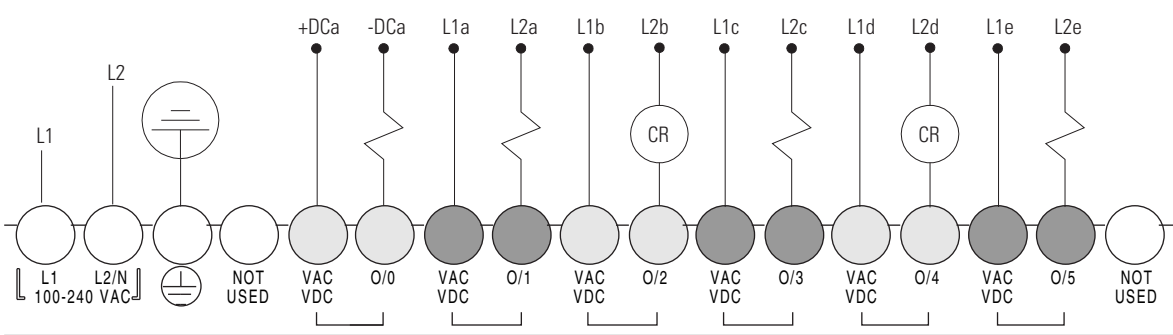 +DCa -DCa L1a L2a L1b L2b L1c L2c L1d L2d L1e L2e
L2
L1
CR CR
L1 L2/N NOT VAC O/0 VAC O/1 VAC O/2 VAC O/3 VAC O/4 VAC O/5 NOT
100-240 VAC USED VDC VDC VDC VDC VDC VDC USED